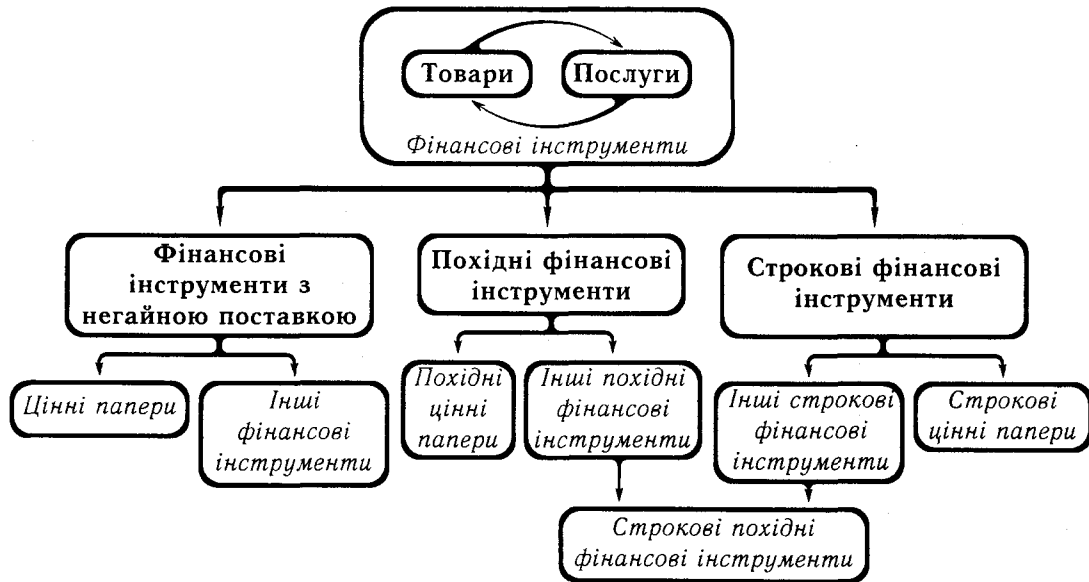 Товари
Послуги
Фінансові інструменти
Фінансові
інструменти з
негайною поставкою
Похідні фінансові
інструменти
Строкові фінансові
інструменти
Цінні папери
Інші
фінансові
інструменти
Похідні
цінні
папери
Інші похідні
фінансові
інструменти
Інші строкові
фінансові
інструменти
Строкові
цінні папери
Строкові похідні
фінансові інструменти